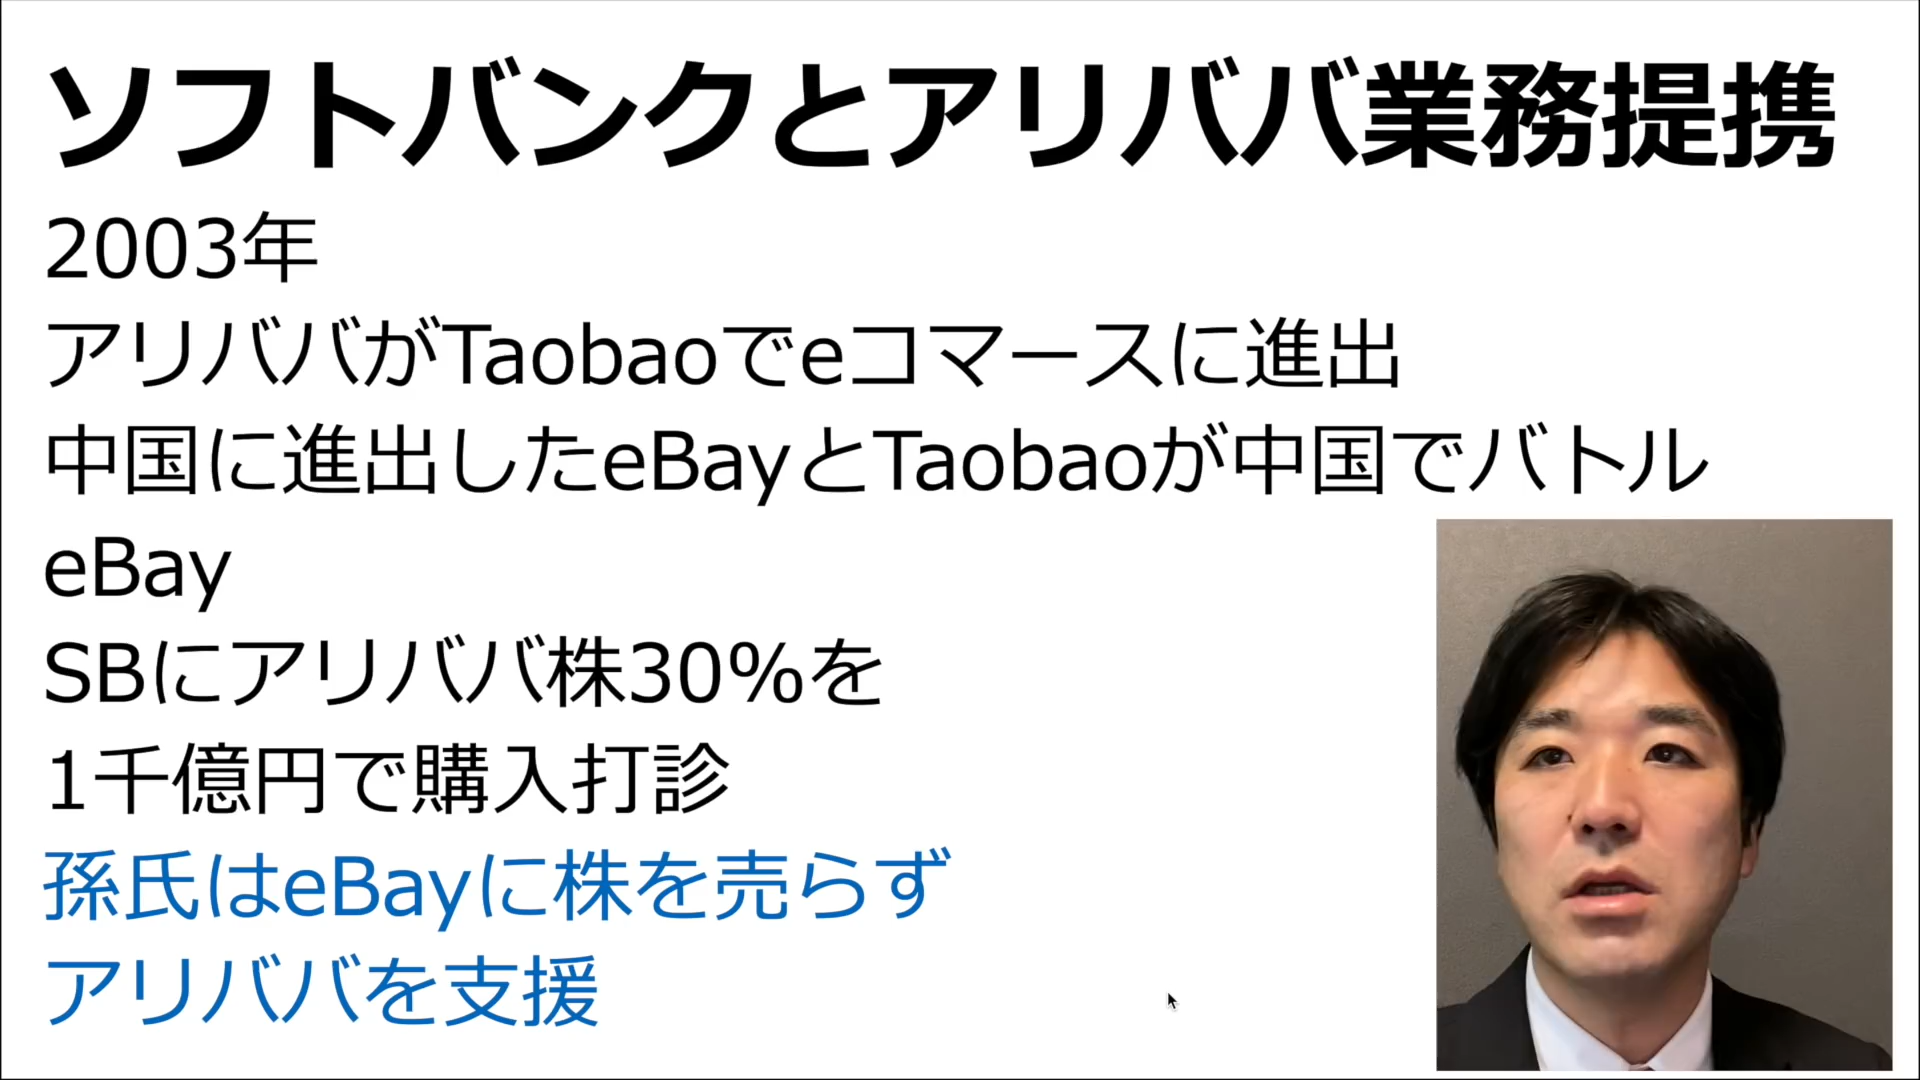 ソフトバンクとアリババ業務提携
2003年
アリババがTaobaoでeコマースに進出
中国に進出したeBayとTaobaoが中国でバトル
eBay
SBにアリババ株30%を
1千億円で購入打診
孫氏はeBayに株を売らず
アリババを支援